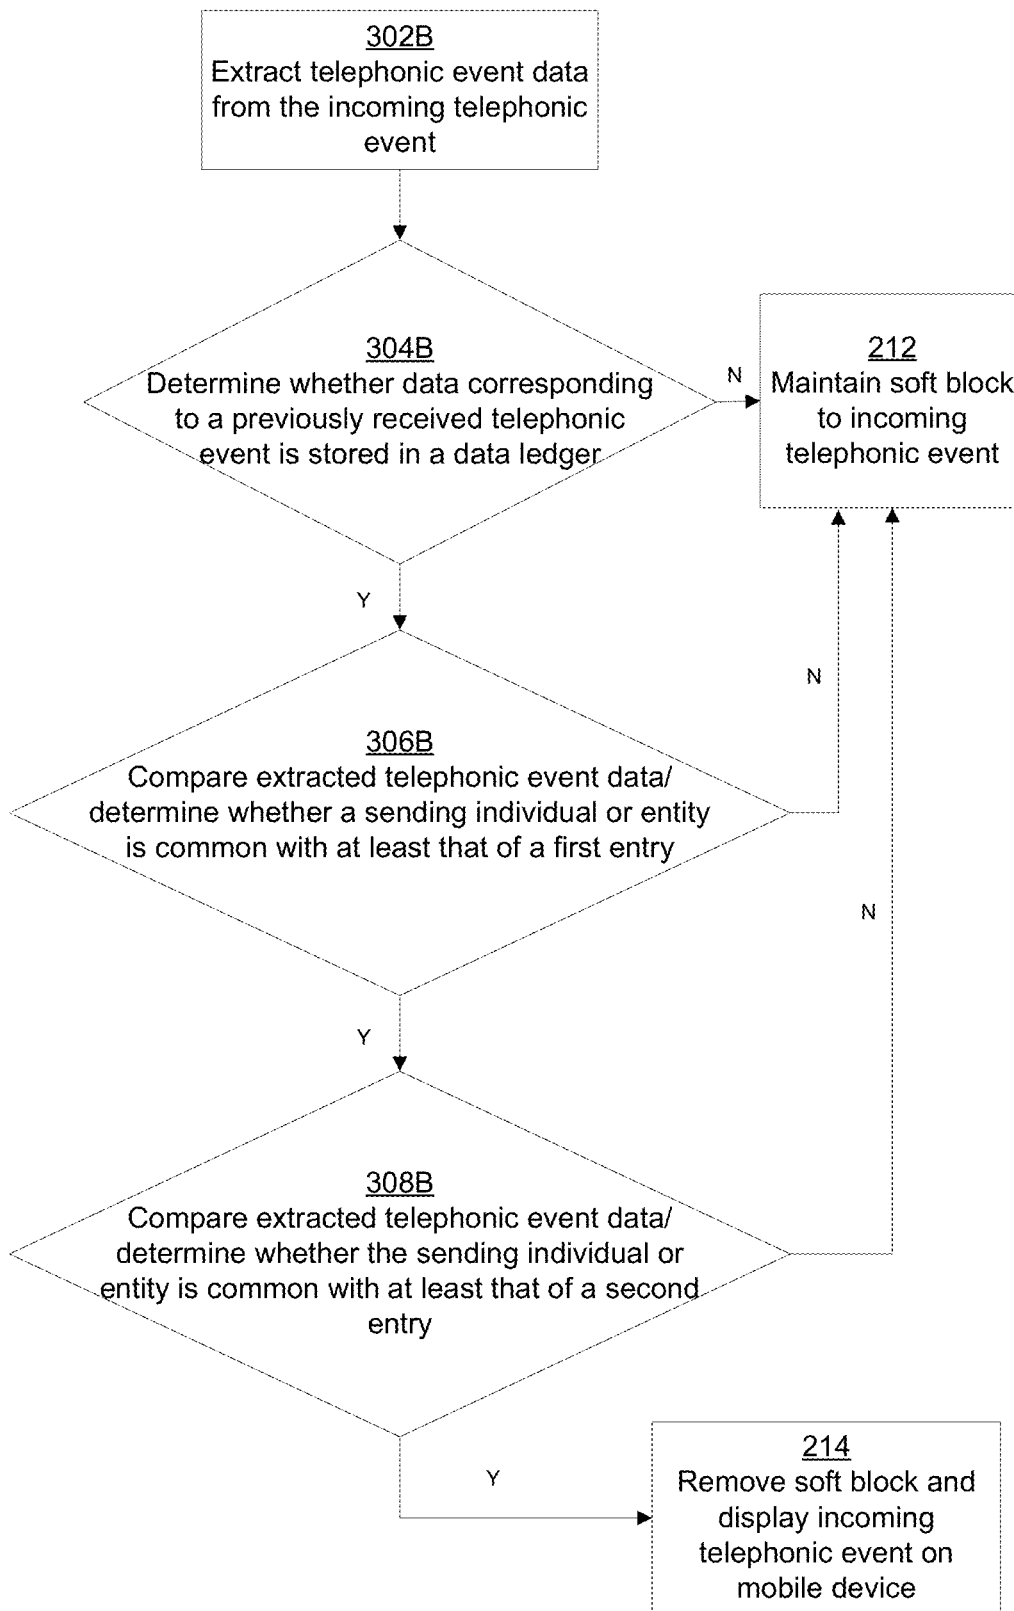 302B
Extract telephonic event data
from the incoming telephonic
event
304B
Determine whether data corresponding
to a previously received telephonic
event is stored in a data ledger
N
212
Maintain soft block
to incoming
telephonic event
Y
306B
Compare extracted telephonic event data/
determine whether a sending individual or entity
is common with at least that of a first entry
N
N
Y
308B
Compare extracted telephonic event data/
determine whether the sending individual or
entity is common with at least that of a second
entry
Y
214
Remove soft block and
display incoming
telephonic event on
mobile device